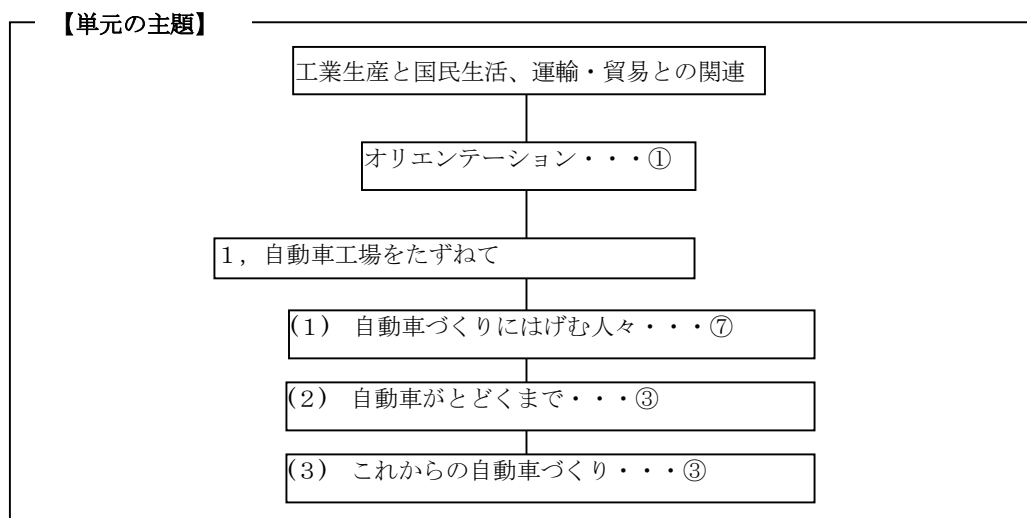 【単元の主題】
工業生産と国民生活、運輸・貿易との関連
オリエンテーション・・・①
１，自動車工場をたずねて
(１)　自動車づくりにはげむ人々・・・⑦
(２)　自動車がとどくまで・・・③
(３)　これからの自動車づくり・・・③